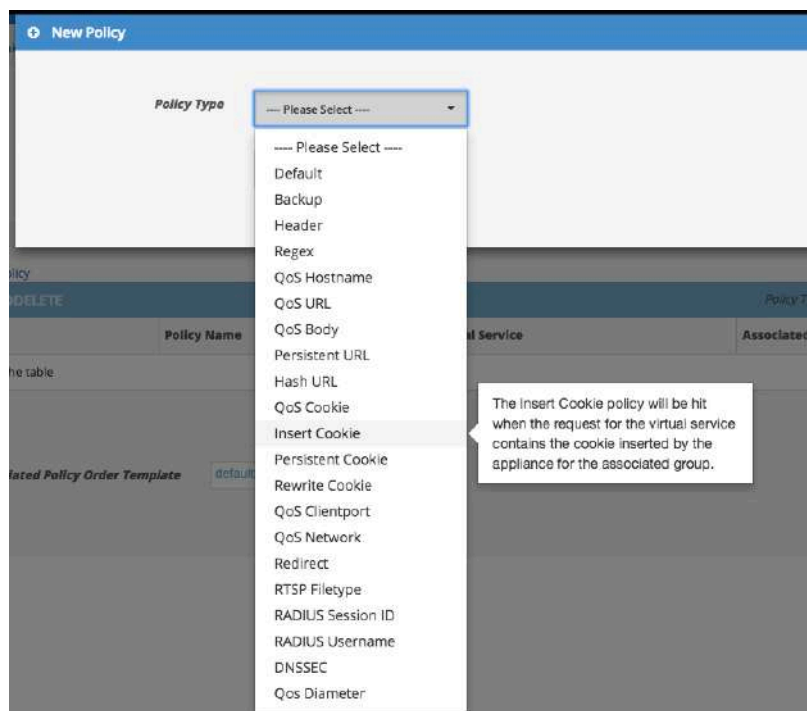 New Policy
Policy Type
---- Please Select ----
---- Please Select ----
Default
Backup
Header
Regex
QoS Hostname
QoS URL
QoS Body
Persistent URL
Hash URL
QoS Cookie
Insert Cookie
Persistent Cookie
Rewrite Cookie
QoS Clientport
QoS Network
Redirect
RTSP Filetype
RADIUS Session ID
RADIUS Username
DNSSEC
Qos Diameter
The Insert Cookie policy will be hit
when the request for the virtual service
contains the cookie inserted by the
appliance for the associated group.
olicy
DELETE
Policy T
Policy Name
l Service
Associated
he table
iated Policy Order Template
default